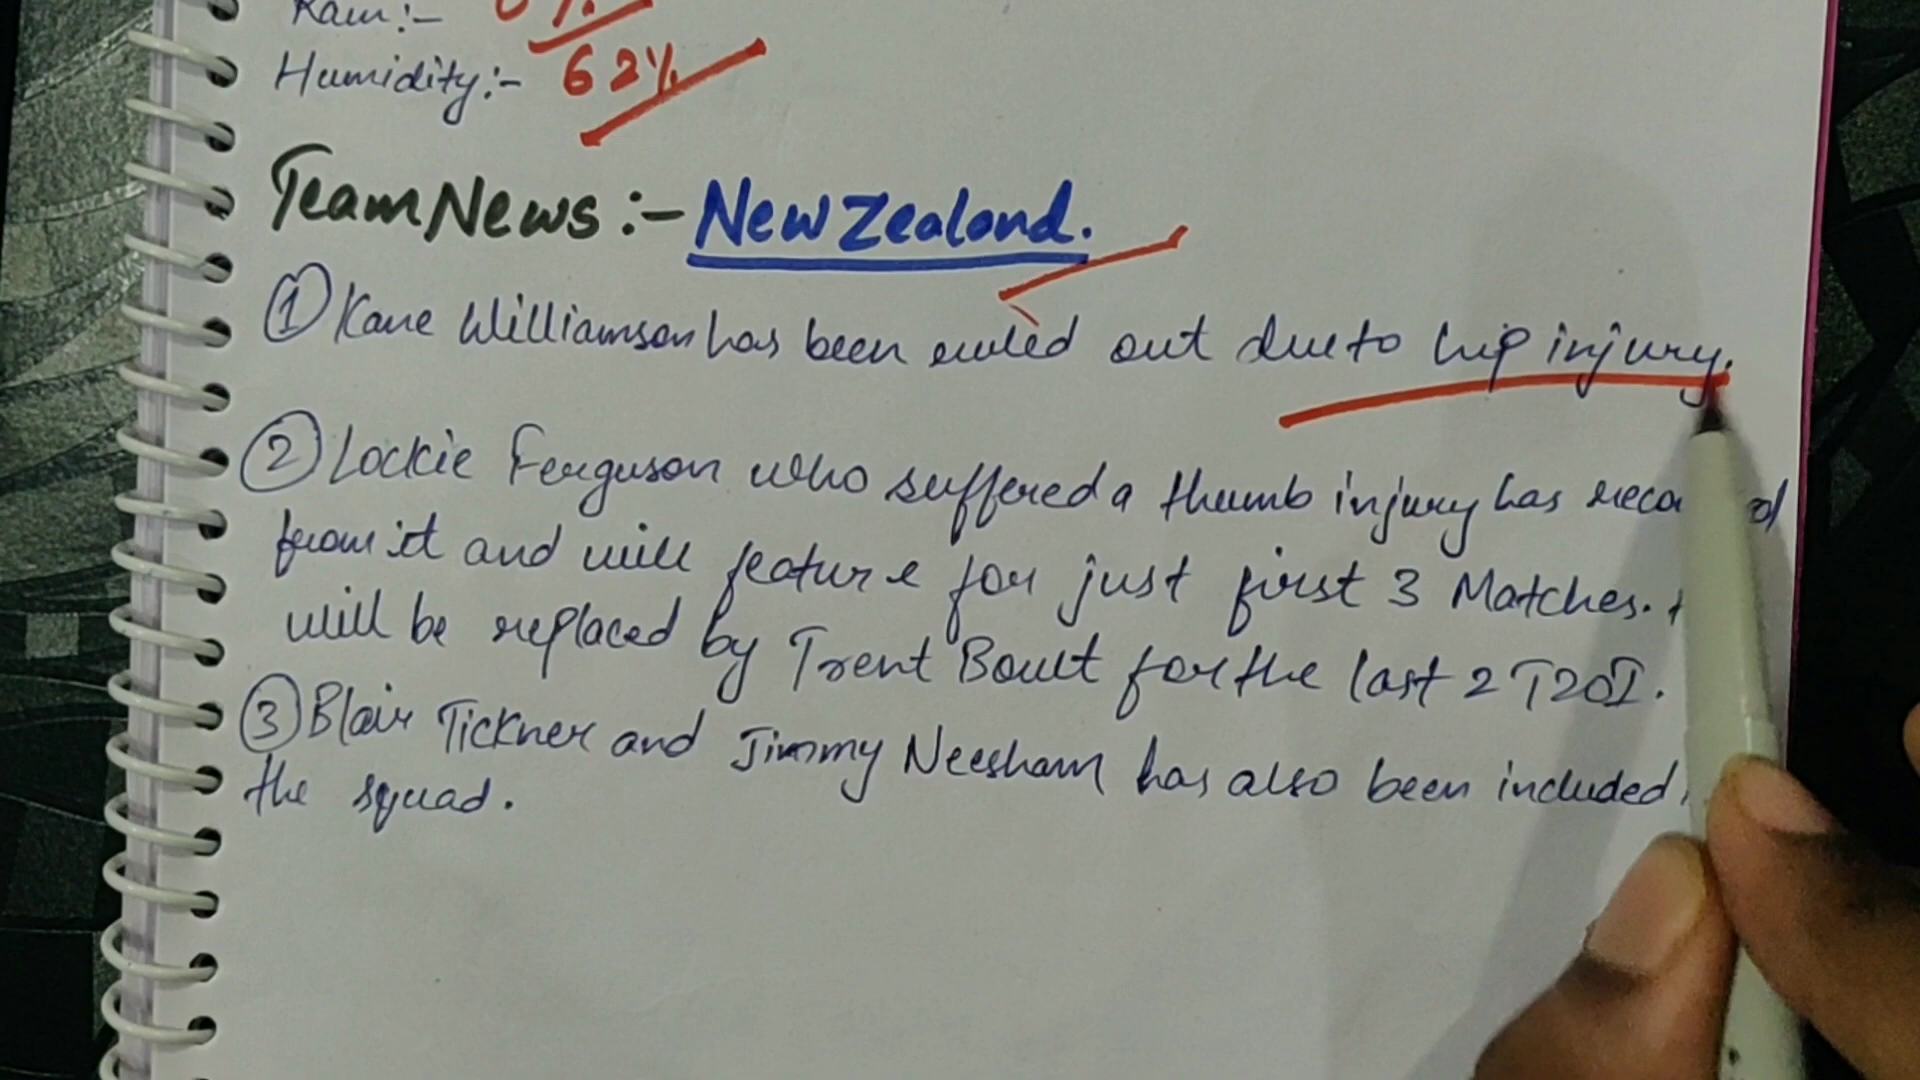 Rain:-
Humidity:- 62%
Team News:- New Zealand.
① Kane Williamson has been ruled out due to hip injury.
② Lockie Ferguson who suffered a thumb injury has
from it and will feature for just first 3 Matches.
will be replaced by Trent Boult for the last 2 T20I.
③ Blair Tickner and Jimmy Neesham has also been included
the squad.